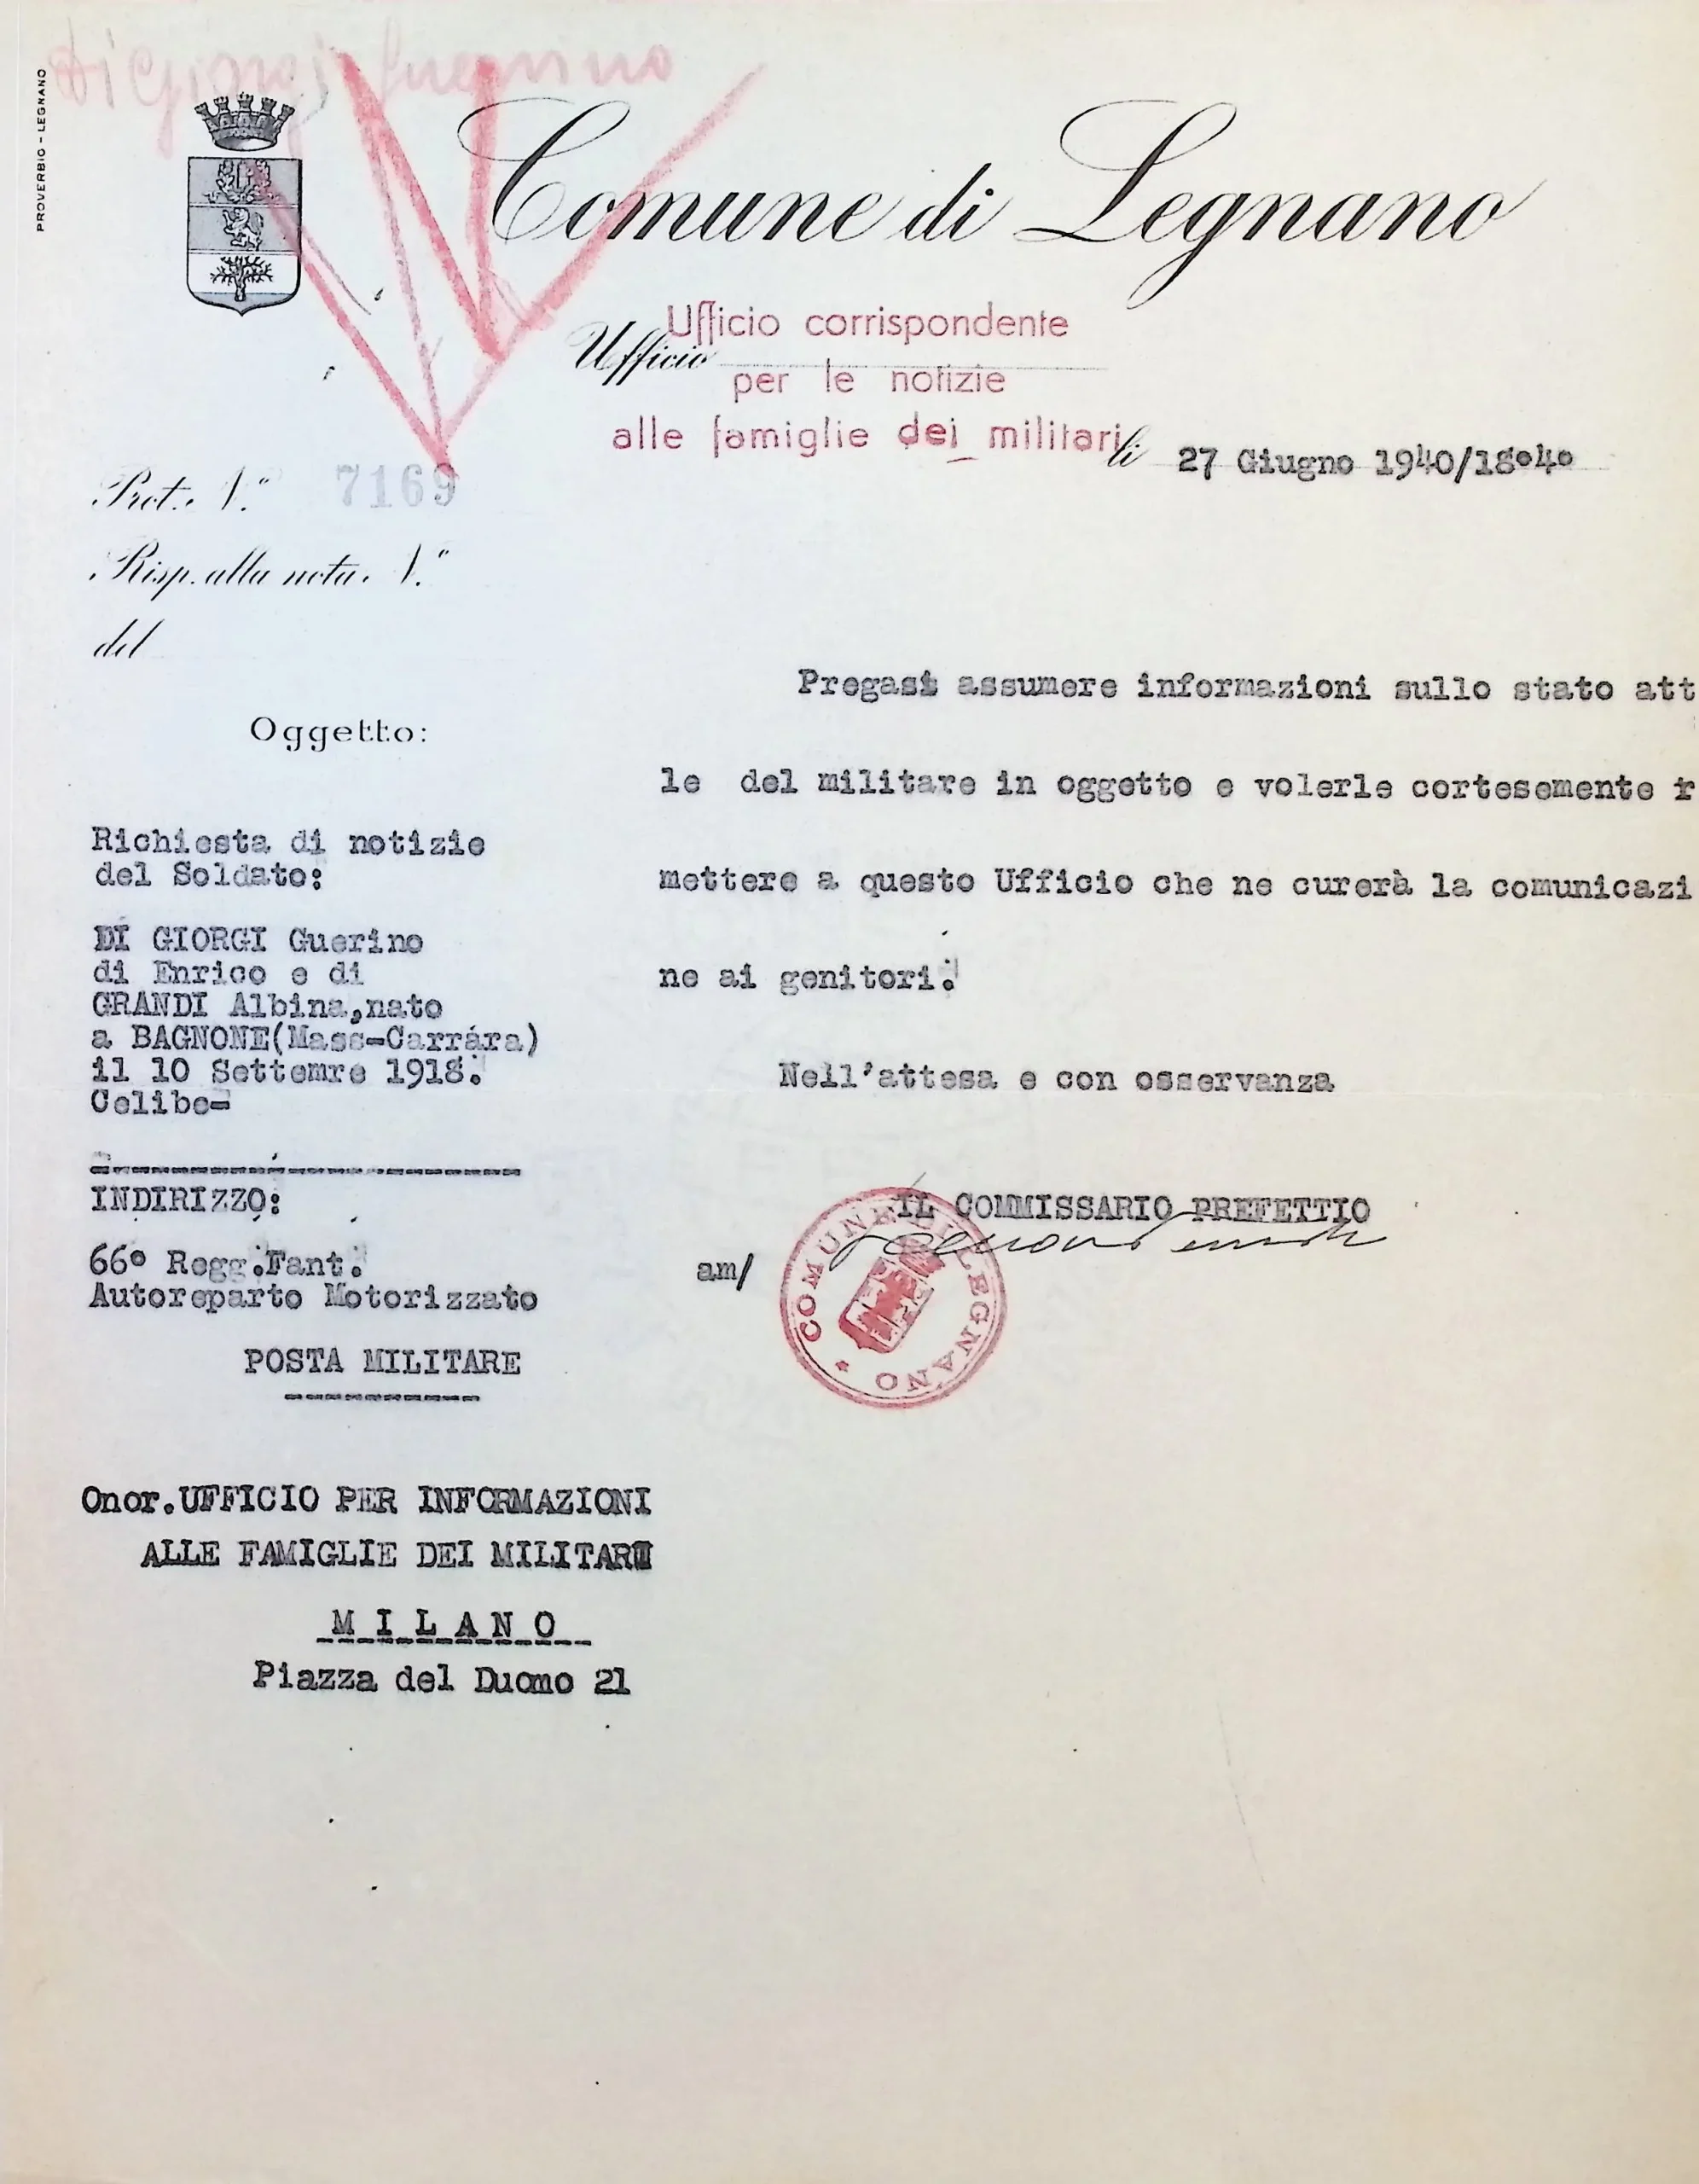 Di Giorgi Guerrino
PROVERBIO - LEGNANO
Comune di Legnano
Ufficio
Ufficio corrispondente
per le notizie
alle famiglie dei militari
li 27 Giugno 1940/18°4°
Prot. N.° 7169
Risp. alla nota N.°
del
Oggetto:
Richiesta di notizie
del Soldato:
DI GIORGI Guerino
di Enrico e di
GRANDI Albina,nato
a BAGNONE(Mass-Carrára)
il 10 Settemre 1918.
Celibe=
INDIRIZZO:
66° Regg.Fant.
Autoreparto Motorizzato
POSTA MILITARE
Pregasi assumere informazioni sullo stato att
le del militare in oggetto e volerle cortesemente r
mettere a questo Ufficio che ne curerà la comunicazi
ne ai genitori.
Nell'attesa e con osservanza
IL COMMISSARIO PREFETTIO
am/
COMUNE DI LEGNANO
Onor.UFFICIO PER INFORMAZIONI
ALLE FAMIGLIE DEI MILITARI
MILANO
Piazza del Duomo 21